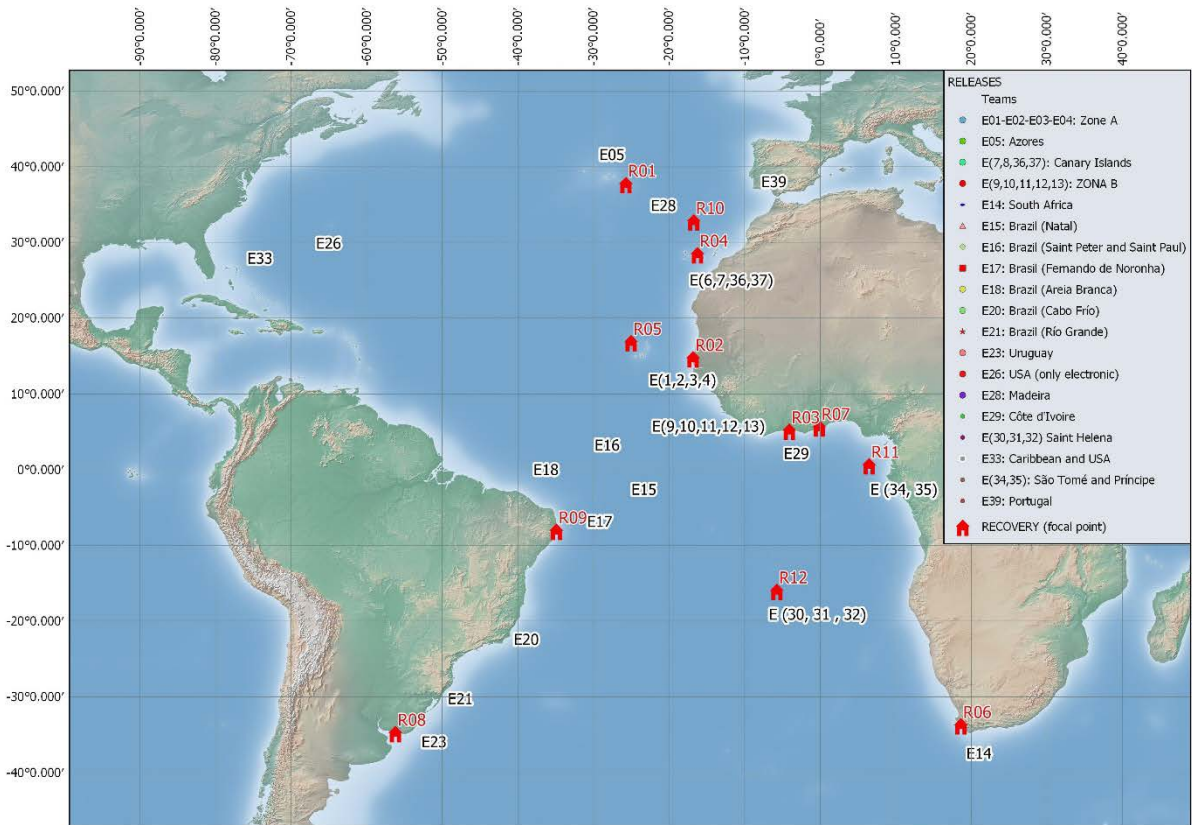 -90°0.000′
-80°0.000′
-70°0.000′
-60°0.000′
-50°0.000′
-40°0.000′
-30°0.000′
-20°0.000′
-10°0.000′
0°0.000′
10°0.000′
20°0.000′
30°0.000′
40°0.000′
50°0.000′
40°0.000′
30°0.000′
20°0.000′
10°0.000′
0°0.000′
-10°0.000′
-20°0.000′
-30°0.000′
-40°0.000′
E05
R01
E39
E28
R10
E26
R04
E33
E(6,7,36,37)
R05
R02
E(1,2,3,4)
R03
R07
E(9,10,11,12,13)
E16
E29
R11
E18
E15
E (34, 35)
R09
E17
R12
E (30, 31 , 32)
E20
E21
R08
R06
E23
E14
RELEASES
Teams
E01-E02-E03-E04: Zone A
E05: Azores
E(7,8,36,37): Canary Islands
E(9,10,11,12,13): ZONA B
E14: South Africa
E15: Brazil (Natal)
E16: Brazil (Saint Peter and Saint Paul)
E17: Brasil (Fernando de Noronha)
E18: Brazil (Areia Branca)
E20: Brazil (Cabo Frío)
E21: Brazil (Río Grande)
E23: Uruguay
E26: USA (only electronic)
E28: Madeira
E29: Côte d'Ivoire
E(30,31,32) Saint Helena
E33: Caribbean and USA
E(34,35): São Tomé and Príncipe
E39: Portugal
RECOVERY (focal point)